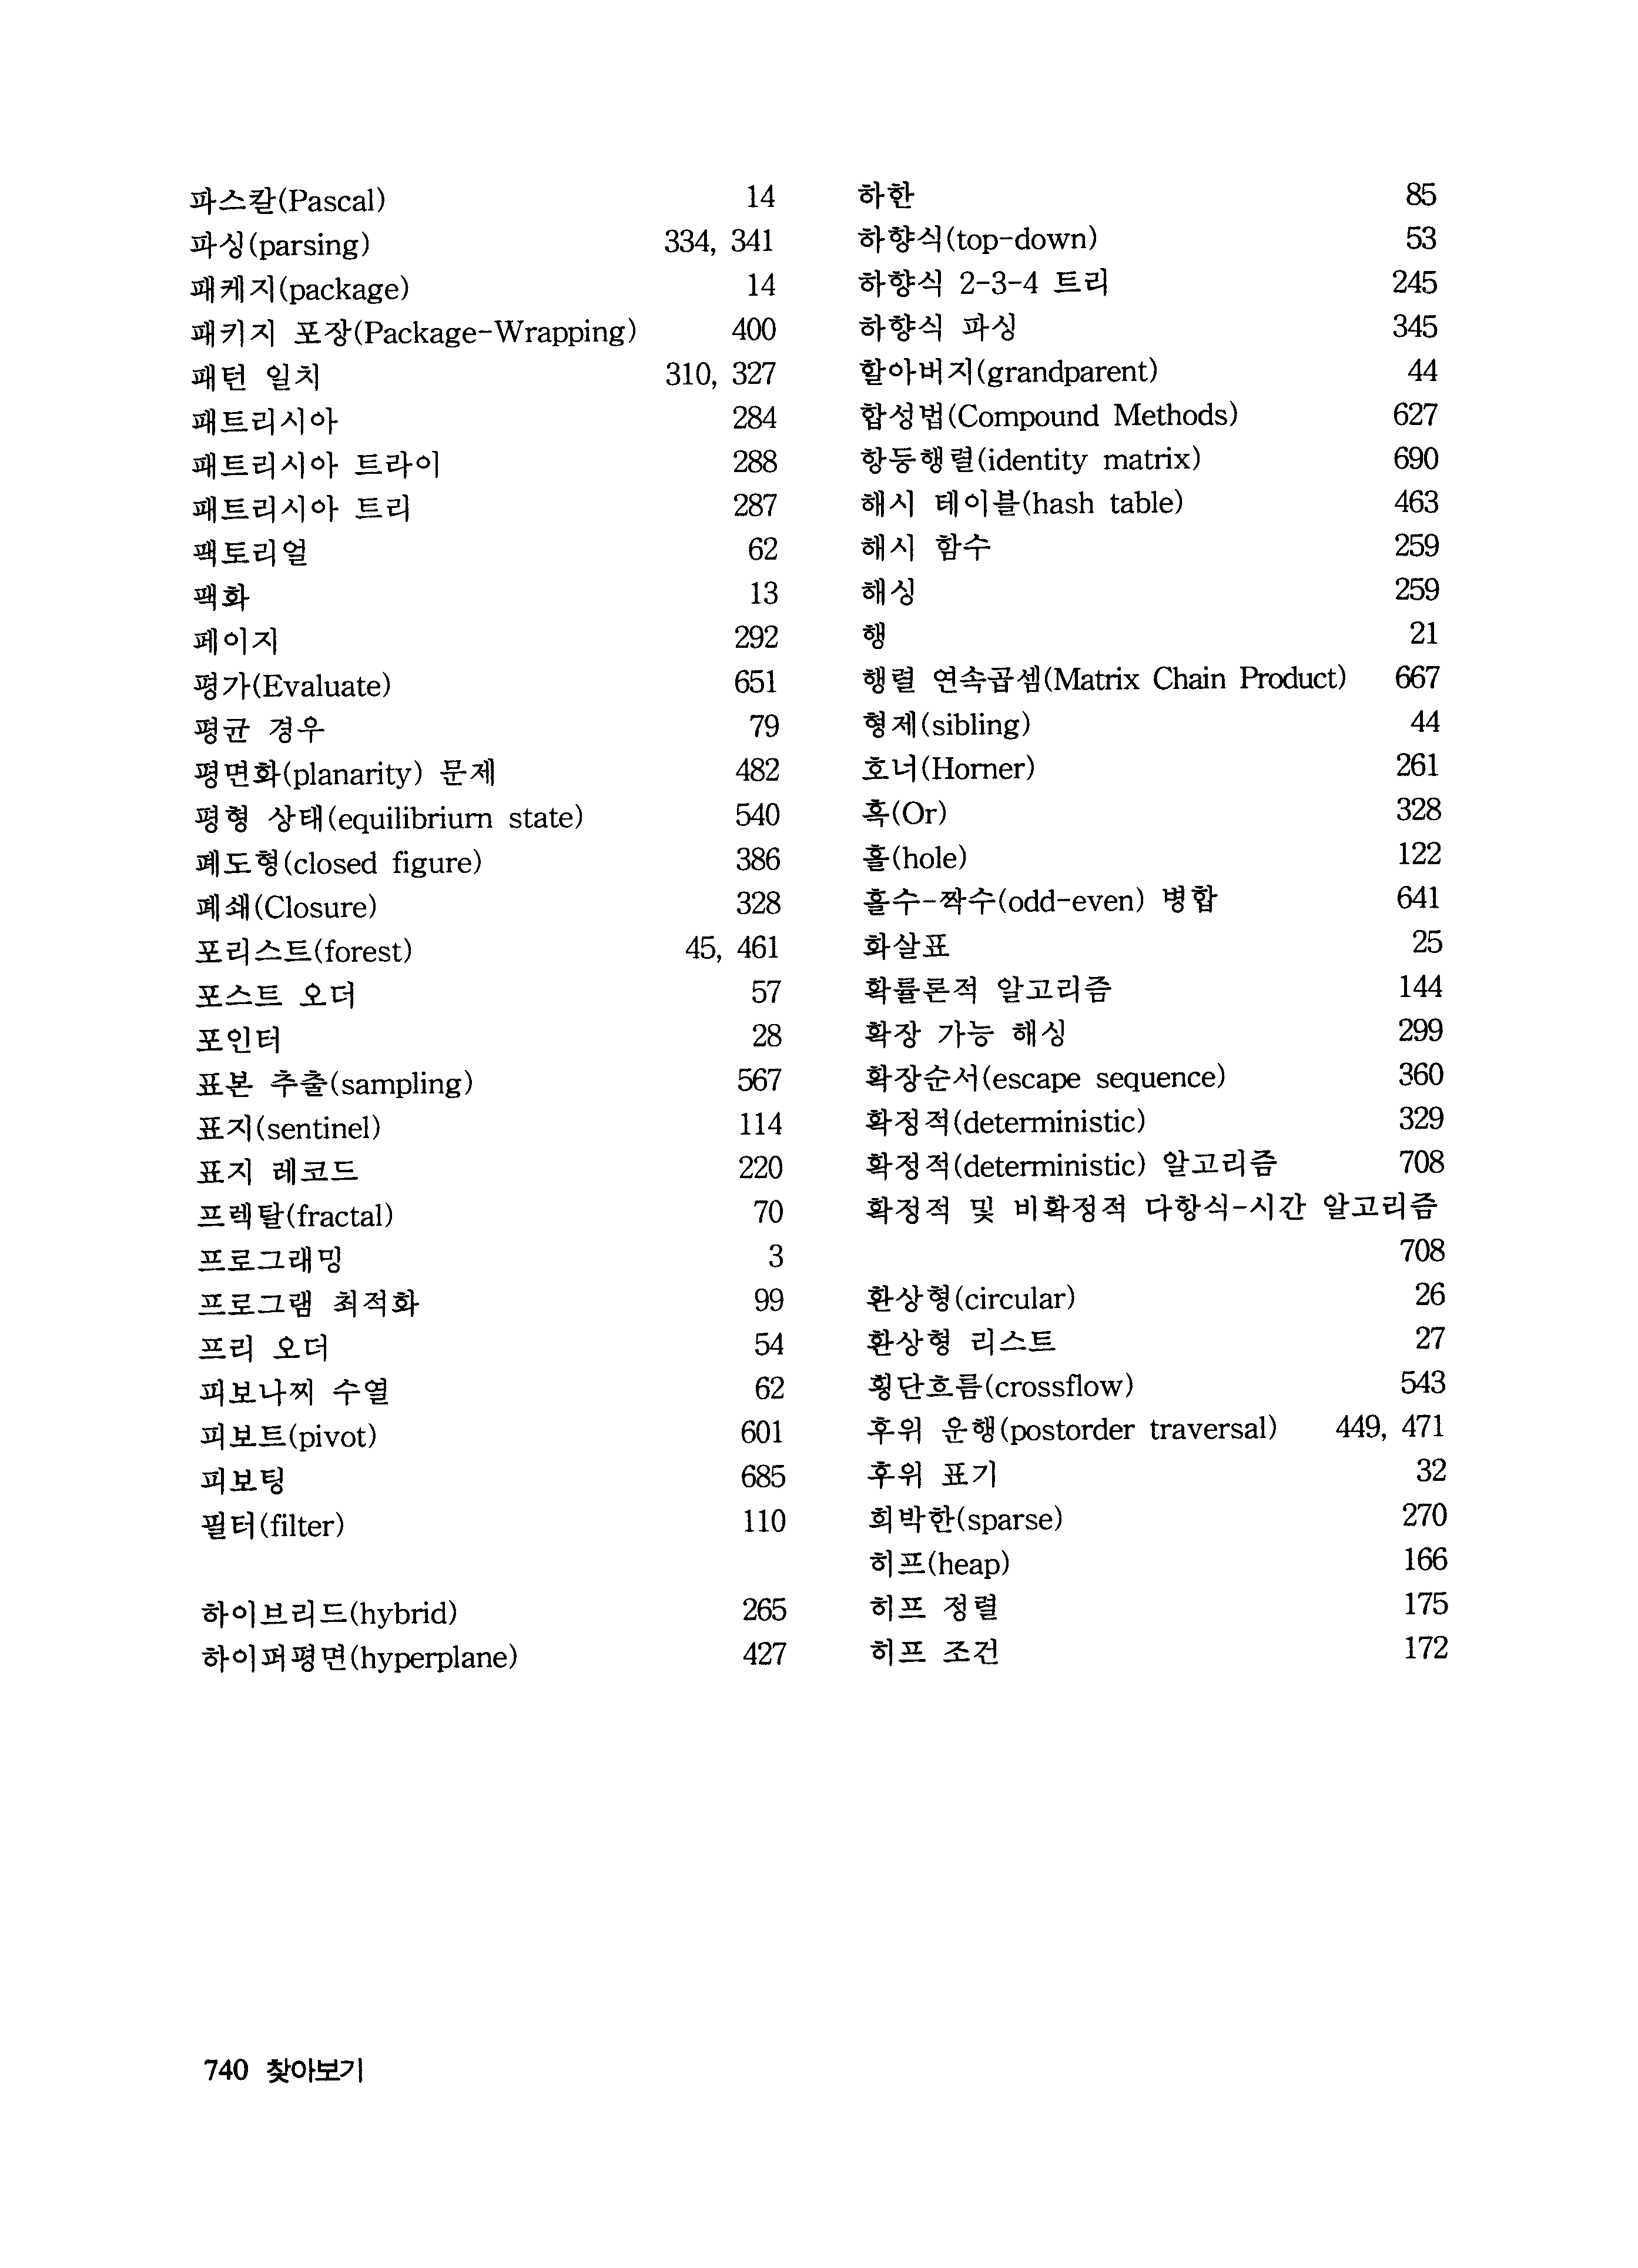 파스칼(Pascal) 14
파싱(parsing) 334, 341
패케지(package) 14
패키지 포장(Package-Wrapping) 400
패턴 일치 310, 327
패트리시아 284
패트리시아 트라이 288
패트리시아 트리 287
팩토리얼 62
팩화 13
페이지 292
평가(Evaluate) 651
평균 경우 79
평면화(planarity) 문제 482
평형 상태(equilibrium state) 540
폐도형(closed figure) 386
폐쇄(Closure) 328
포리스트(forest) 45, 461
포스트 오더 57
포인터 28
표본 추출(sampling) 567
표지(sentinel) 114
표지 레코드 220
프렉탈(fractal) 70
프로그래밍 3
프로그램 최적화 99
프리 오더 54
피보나찌 수열 62
피보트(pivot) 601
피보팅 685
필터(filter) 110
하이브리드(hybrid) 265
하이퍼평면(hyperplane) 427
하한 85
하향식(top-down) 53
하향식 2-3-4 트리 245
하향식 파싱 345
할아버지(grandparent) 44
합성법(Compound Methods) 627
항등행렬(identity matrix) 690
해시 테이블(hash table) 463
해시 함수 259
해싱 259
행 21
행렬 연속곱셈(Matrix Chain Product) 667
형제(sibling) 44
호너(Horner) 261
혹(Or) 328
홀(hole) 122
홀수-짝수(odd-even) 병합 641
화살표 25
확률론적 알고리즘 144
확장 가능 해싱 299
확장순서(escape sequence) 360
확정적(deterministic) 329
확정적(deterministic) 알고리즘 708
확정적 및 비확정적 다항식-시간 알고리즘
708
환상형(circular) 26
환상형 리스트 27
횡단흐름(crossflow) 543
후위 운행(postorder traversal) 449, 471
후위 표기 32
희박한(sparse) 270
히프(heap) 166
히프 정렬 175
히프 조건 172
740 찾아보기